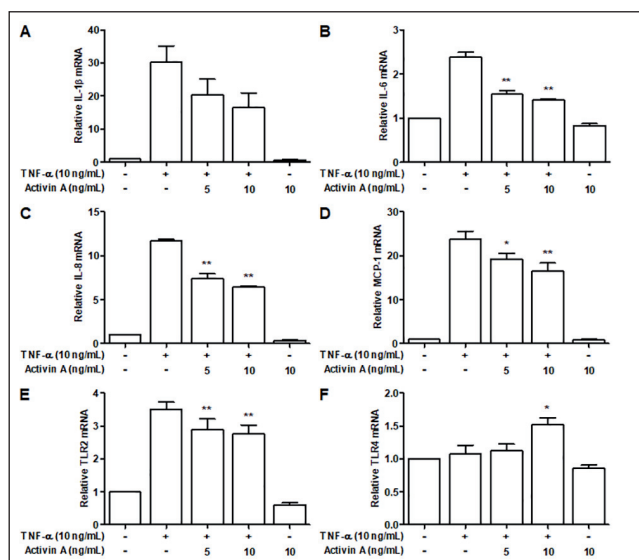 A
Relative IL-1β mRNA
40
30
20
10
0
TNF-α (10 ng/mL) - + + + -
Activin A (ng/mL) - - 5 10 10
B
Relative IL-6 mRNA
3
2
1
0
** **
TNF-α (10 ng/mL) - + + + -
Activin A (ng/mL) - - 5 10 10
C
Relative IL-8 mRNA
15
10
5
0
** **
TNF-α (10 ng/mL) - + + + -
Activin A (ng/mL) - - 5 10 10
D
Relative MCP-1 mRNA
30
20
10
0
* **
TNF-α (10 ng/mL) - + + + -
Activin A (ng/mL) - - 5 10 10
E
Relative TLR2 mRNA
4
3
2
1
0
** **
TNF-α (10 ng/mL) - + + + -
Activin A (ng/mL) - - 5 10 10
F
Relative TLR4 mRNA
2.0
1.5
1.0
0.5
0.0
*
TNF-α (10 ng/mL) - + + + -
Activin A (ng/mL) - - 5 10 10